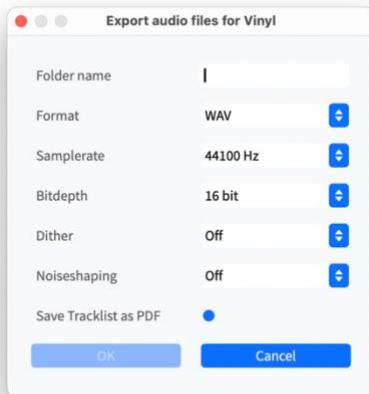 Export audio files for Vinyl
Folder name
Format WAV
Samplerate 44100 Hz
Bitdepth 16 bit
Dither Off
Noiseshaping Off
Save Tracklist as PDF
OK Cancel